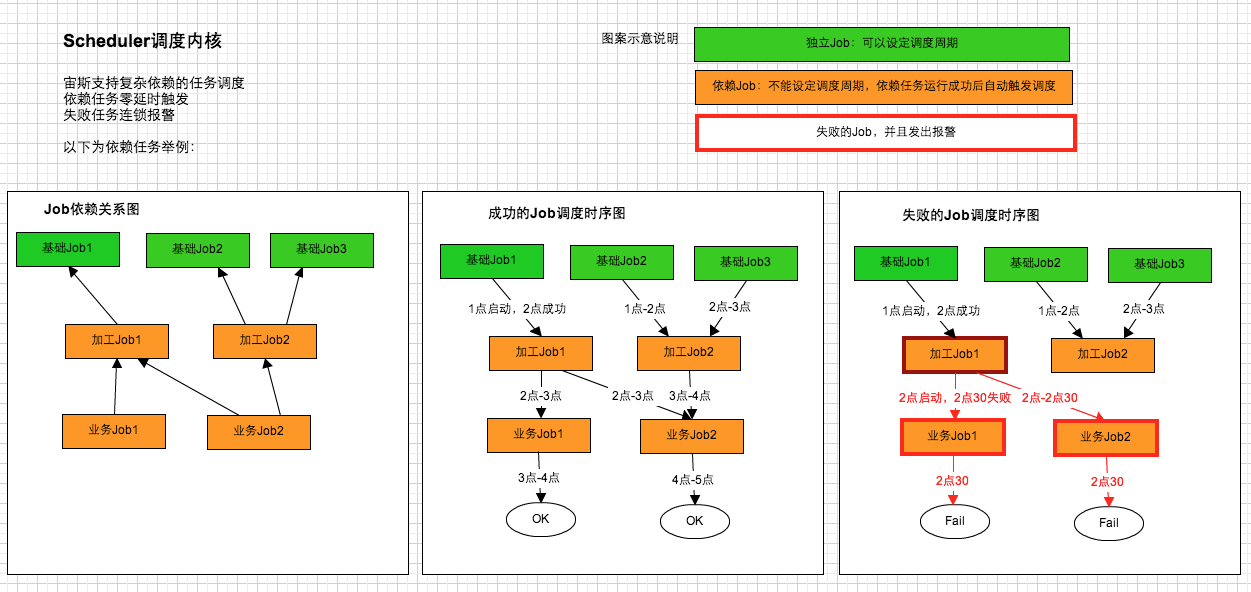 Scheduler调度内核
宙斯支持复杂依赖的任务调度
依赖任务零延时触发
失败任务连锁报警
以下为依赖任务举例：
图案示意说明
独立Job：可以设定调度周期
依赖Job：不能设定调度周期，依赖任务运行成功后自动触发调度
失败的Job，并且发出报警
Job依赖关系图
基础Job1
基础Job2
基础Job3
加工Job1
加工Job2
业务Job1
业务Job2
成功的Job调度时序图
基础Job1
基础Job2
基础Job3
1点启动，2点成功
1点-2点
2点-3点
加工Job1
加工Job2
2点-3点
2点-3点
3点-4点
业务Job1
业务Job2
3点-4点
4点-5点
OK
OK
失败的Job调度时序图
基础Job1
基础Job2
基础Job3
1点启动，2点成功
1点-2点
2点-3点
加工Job1
加工Job2
2点启动，2点30失败
2点-2点30
业务Job1
业务Job2
2点30
2点30
Fail
Fail